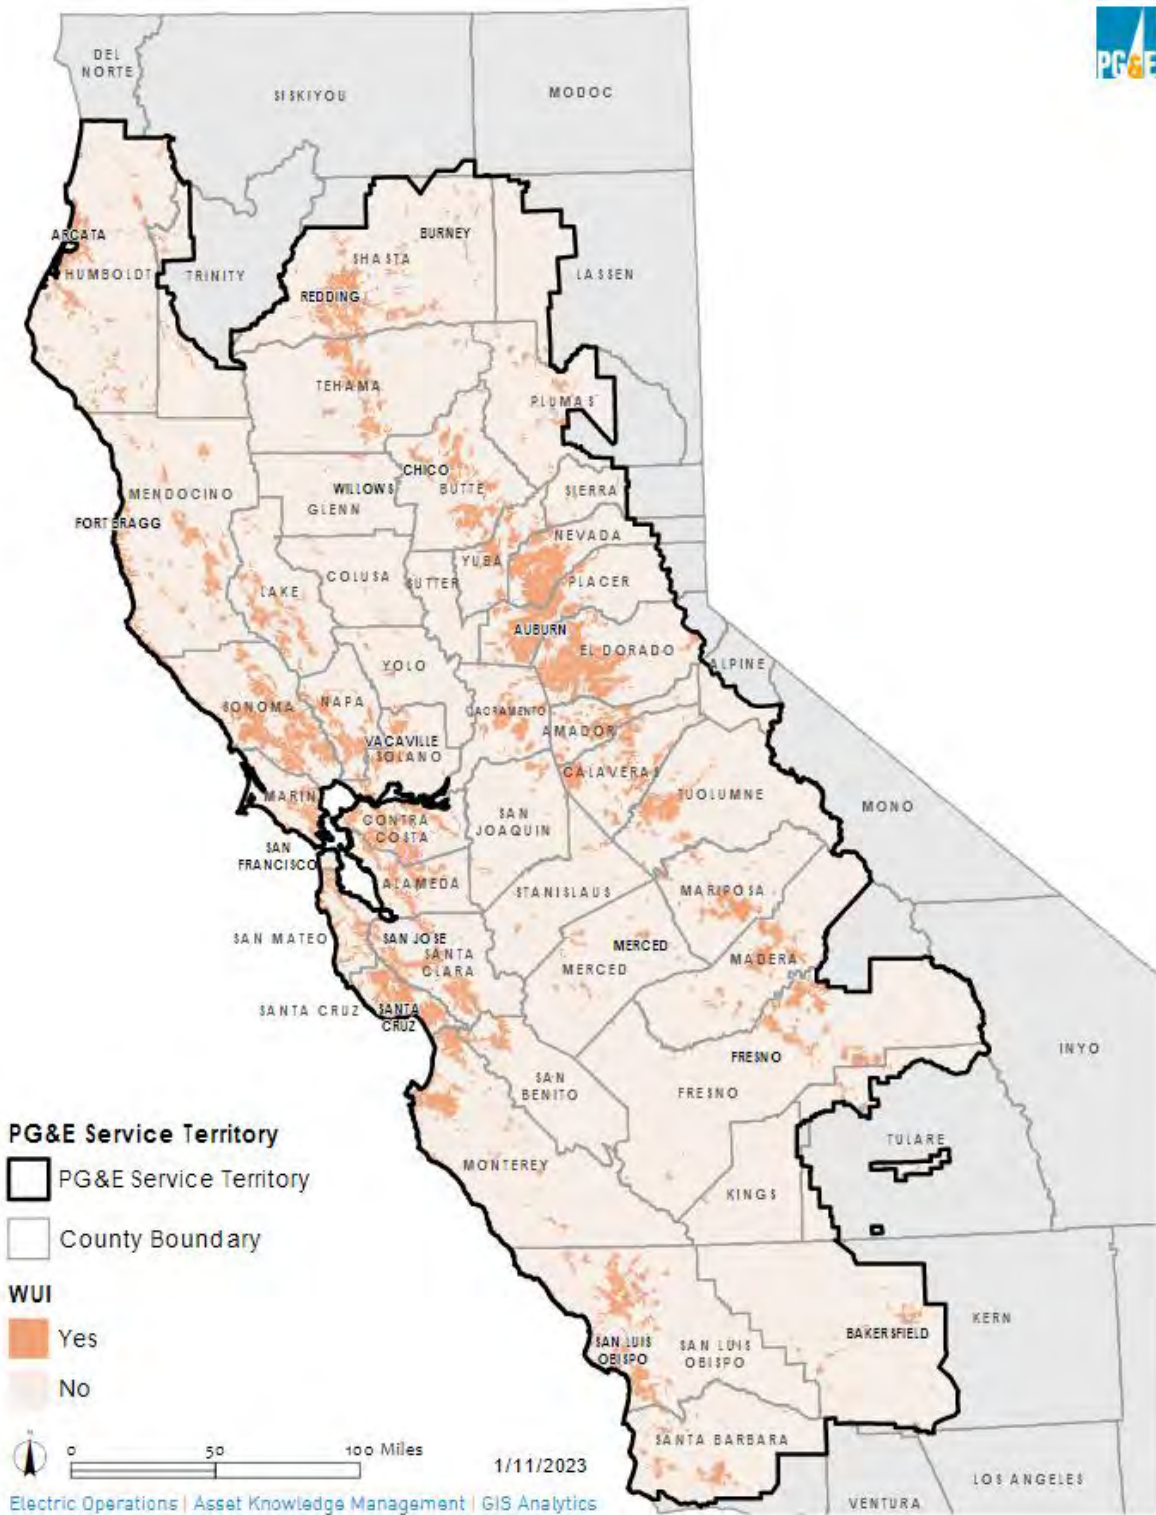 PG&E
DEL
NORTE
SISKIYOU
MODOC
ARCATA
HUMBOLDT
TRINITY
BURNEY
SHASTA
REDDING
LASSEN
TEHAMA
PLUMAS
CHICO
BUTTE
WILLOWS
GLENN
SIERRA
MENDOCINO
FORT BRAGG
NEVADA
YUBA
COLUSA
SUTTER
PLACER
LAKE
AUBURN
EL DORADO
YOLO
ALPINE
SONOMA
NAPA
SACRAMENTO
AMADOR
VACAVILLE
SOLANO
CALAVERAS
MARIN
TUOLUMNE
MONO
CONTRA
COSTA
SAN
JOAQUIN
SAN
FRANCISCO
ALAMEDA
STANISLAUS
MARIPOSA
SAN MATEO
SAN JOSE
SANTA
CLARA
MERCED
MERCED
MADERA
SANTA CRUZ
SANTA
CRUZ
INYO
FRESNO
FRESNO
SAN
BENITO
TULARE
MONTEREY
KINGS
KERN
SAN LUIS
OBISPO
SAN LUIS
OBISPO
BAKERSFIELD
SANTA BARBARA
LOS ANGELES
VENTURA
PG&E Service Territory
PG&E Service Territory
County Boundary
WUI
Yes
No
N
0 50 100 Miles
1/11/2023
Electric Operations | Asset Knowledge Management | GIS Analytics